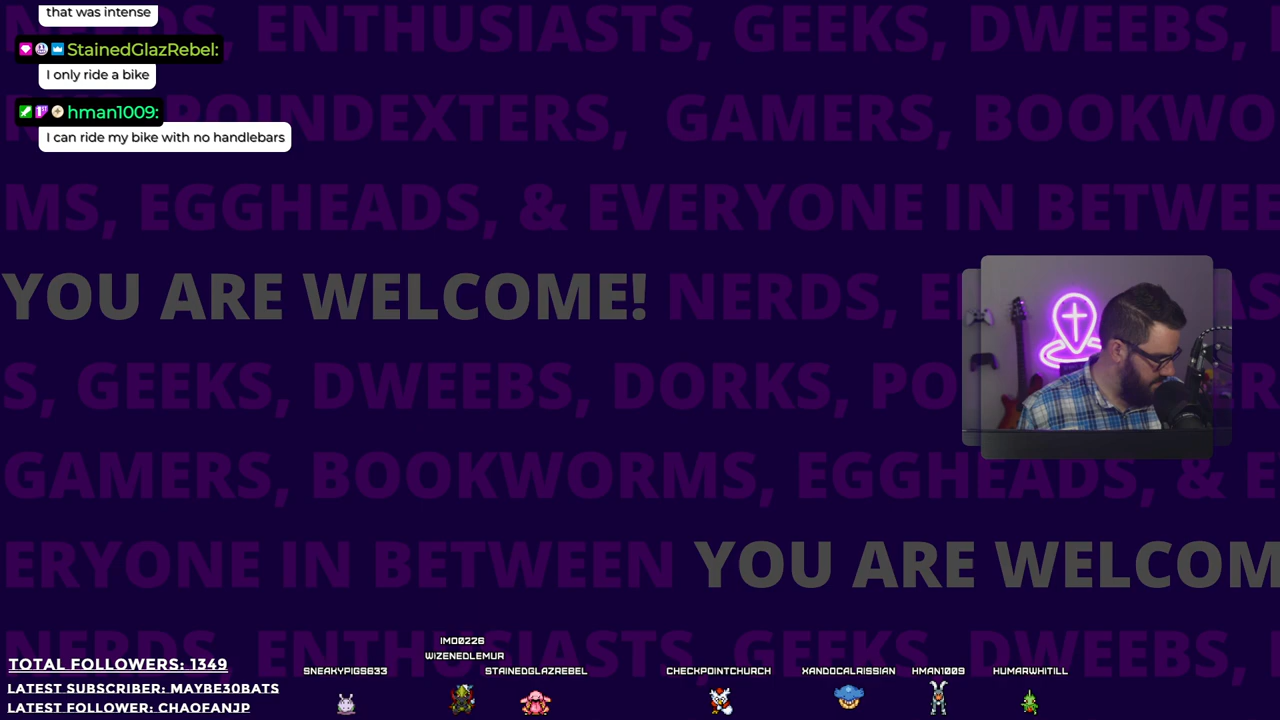 NERDS, ENTHUSIASTS, GEEKS, DWEEBS,
that was intense
StainedGlazRebel:
I only ride a bike
POINDEXTERS, GAMERS, BOOKWO
hman1009:
I can ride my bike with no handlebars
MS, EGGHEADS, & EVERYONE IN BETWEE
YOU ARE WELCOME! NERDS,
S, GEEKS, DWEEBS, DORKS, PO
GAMERS, BOOKWORMS, EGGHEADS, & E
ERYONE IN BETWEEN YOU ARE WELCOM
NERDS, ENTHUSIASTS, GEEKS, DWEEBS,
TOTAL FOLLOWERS: 1349
LATEST SUBSCRIBER: MAYBE30BATS
LATEST FOLLOWER: CHAOFANJP
SNEAKYPIGS633
IMO0226
WIZENEDLEMUR
STAINEDGLAZREBEL
CHECKPOINTCHURCH
XANDOCALRISSIAN
HMAN1009
HUMARWHITILL